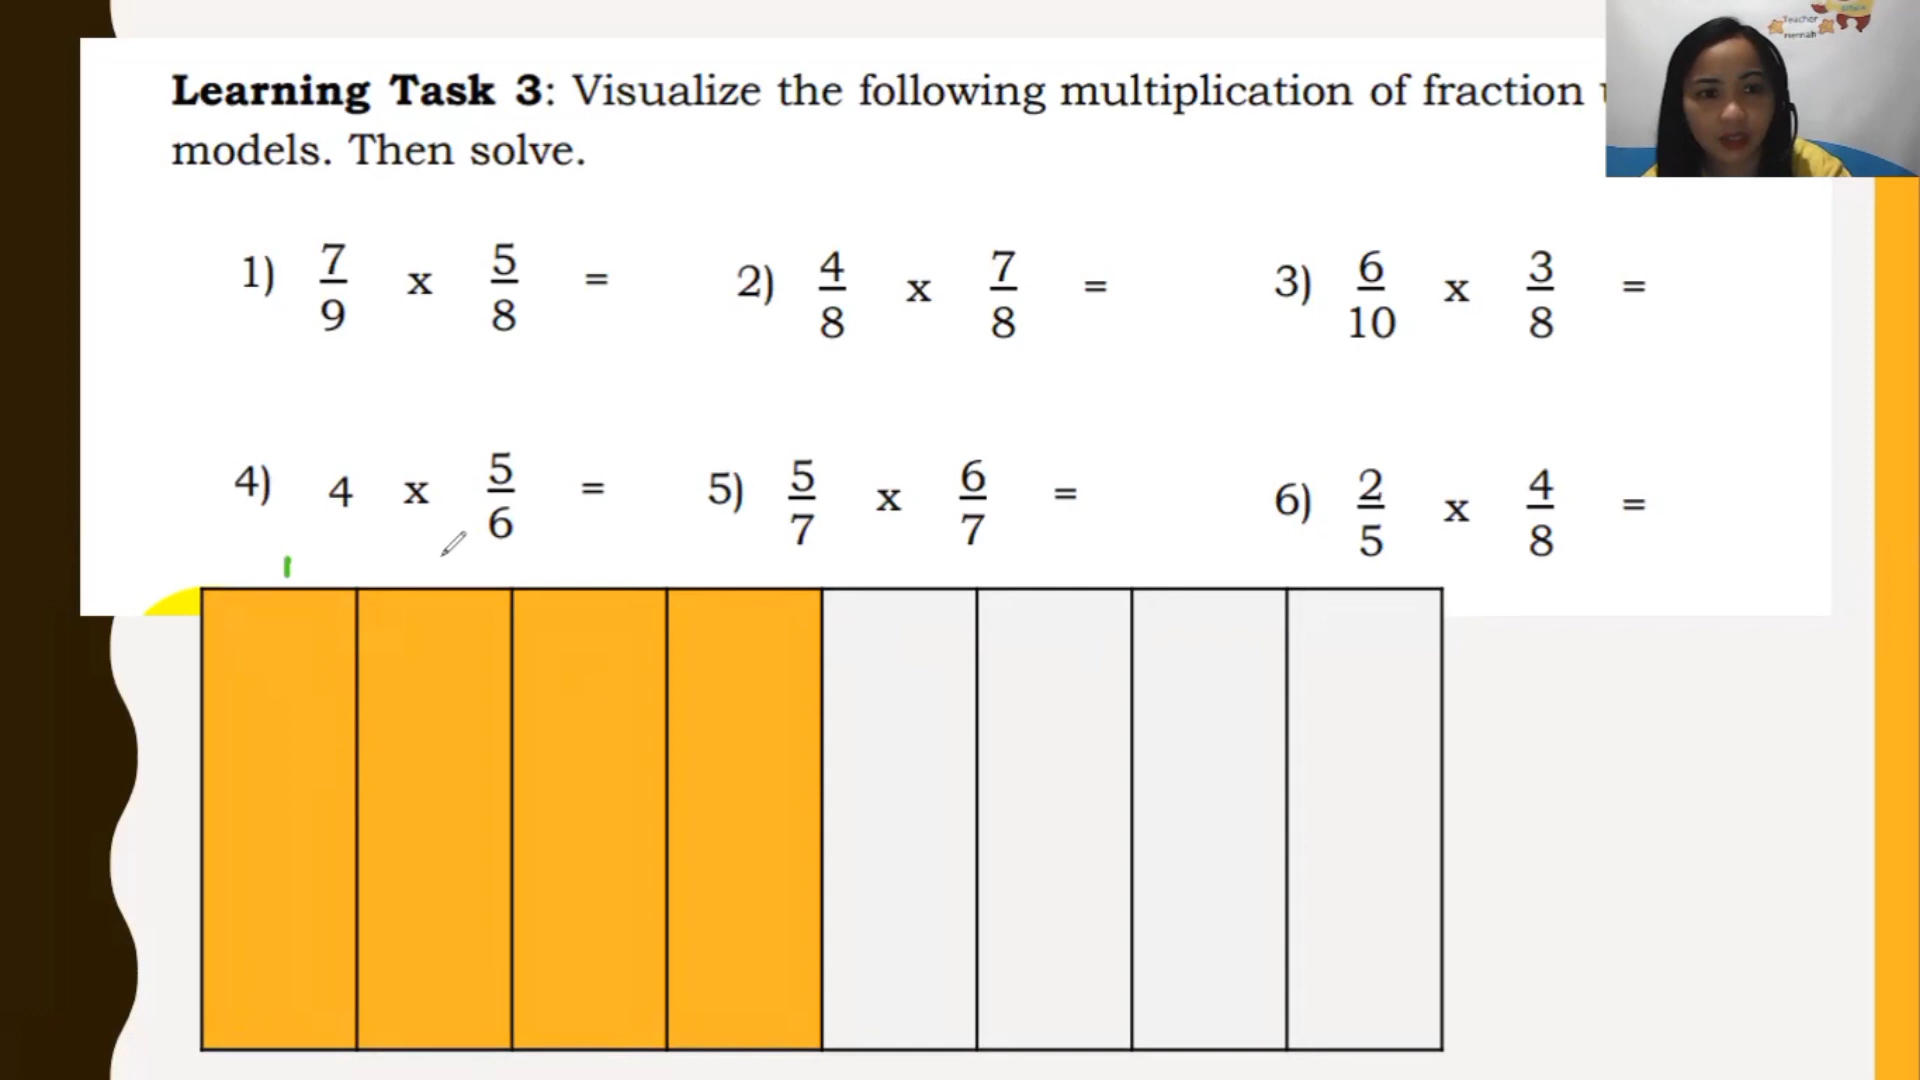 Learning Task 3: Visualize the following multiplication of fraction
models. Then solve.
1) 7/9 x 5/8 =
2) 4/8 x 7/8 =
3) 6/10 x 3/8 =
4) 4 x 5/6 =
5) 5/7 x 6/7 =
6) 2/5 x 4/8 =
Teacher